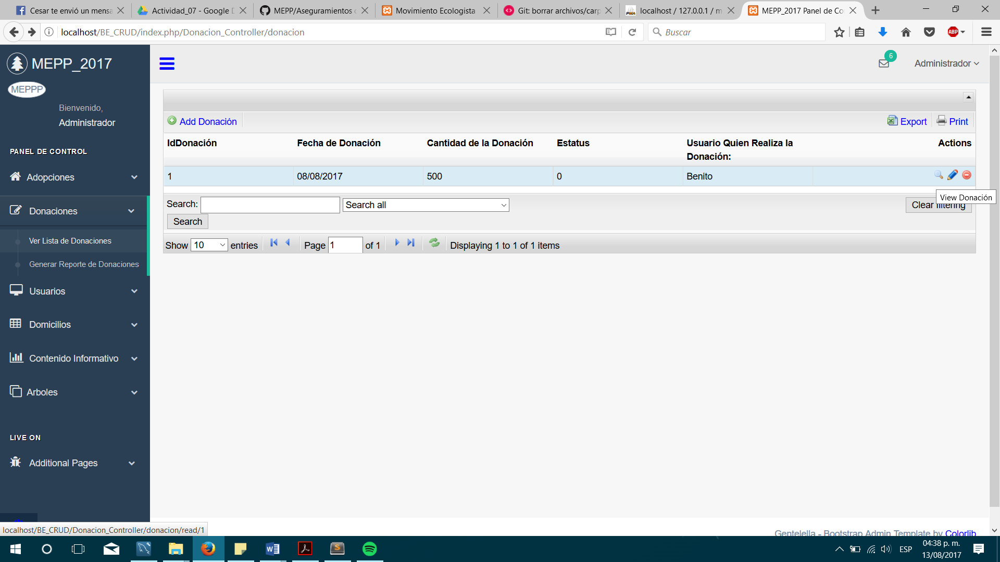 Cesar te envió un mensa
Actividad_07 - Google D
MEPP/Aseguramientos d
Movimiento Ecologista
Git: borrar archivos/carp
localhost / 127.0.0.1 / m
MEPP_2017 Panel de Co
localhost/BE_CRUD/index.php/Donacion_Controller/donacion
Buscar
ABP
MEPP_2017
MEPPP
Bienvenido,
Administrador
PANEL DE CONTROL
Adopciones
Donaciones
Ver Lista de Donaciones
Generar Reporte de Donaciones
Usuarios
Domicilios
Contenido Informativo
Arboles
LIVE ON
Additional Pages
6
Administrador
Add Donación
Export
Print
IdDonación Fecha de Donación Cantidad de la Donación Estatus Usuario Quien Realiza la Actions
Donación:
1 08/08/2017 500 0 Benito
View Donación
Search: Search all Clear filtering
Search
Show 10 entries Page 1 of 1 Displaying 1 to 1 of 1 items
Gentelella - Bootstrap Admin Template by Colorlib
localhost/BE_CRUD/Donacion_Controller/donacion/read/1
ESP
04:38 p. m.
13/08/2017